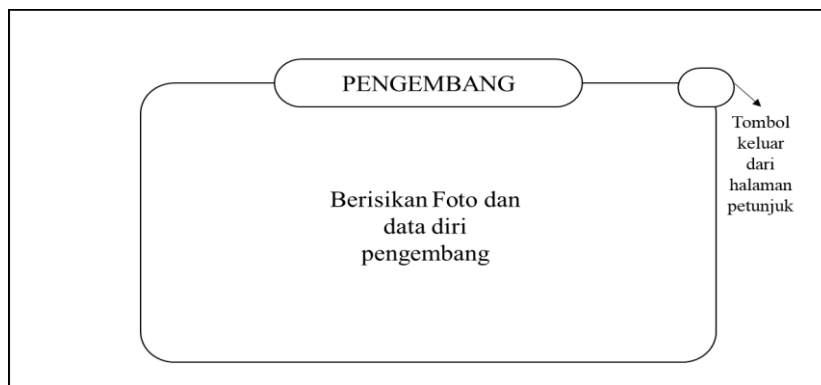 PENGEMBANG
Tombol
keluar
dari
halaman
petunjuk
Berisikan Foto dan
data diri
pengembang